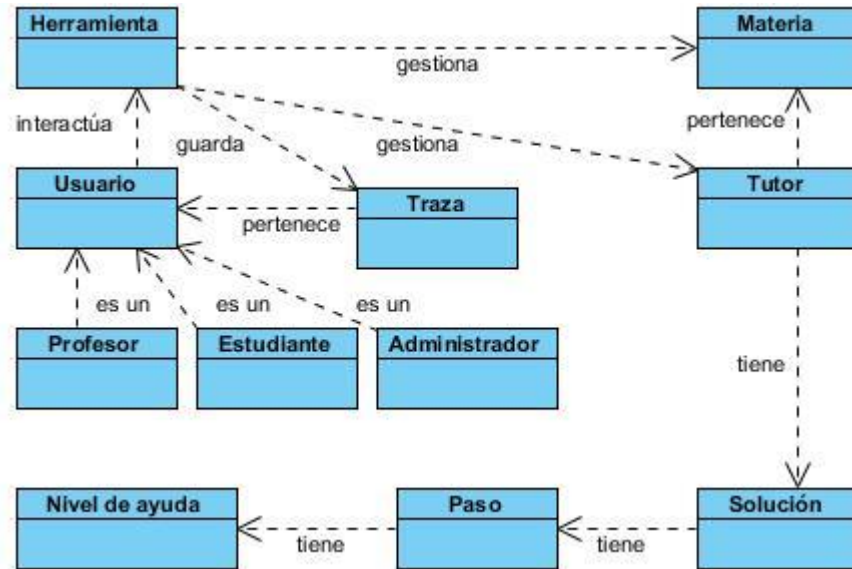 Herramienta
Materia
gestiona
interactúa
guarda
gestiona
pertenece
Usuario
Traza
Tutor
pertenece
es un
es un
es un
Profesor
Estudiante
Administrador
tiene
Nivel de ayuda
Paso
Solución
tiene
tiene